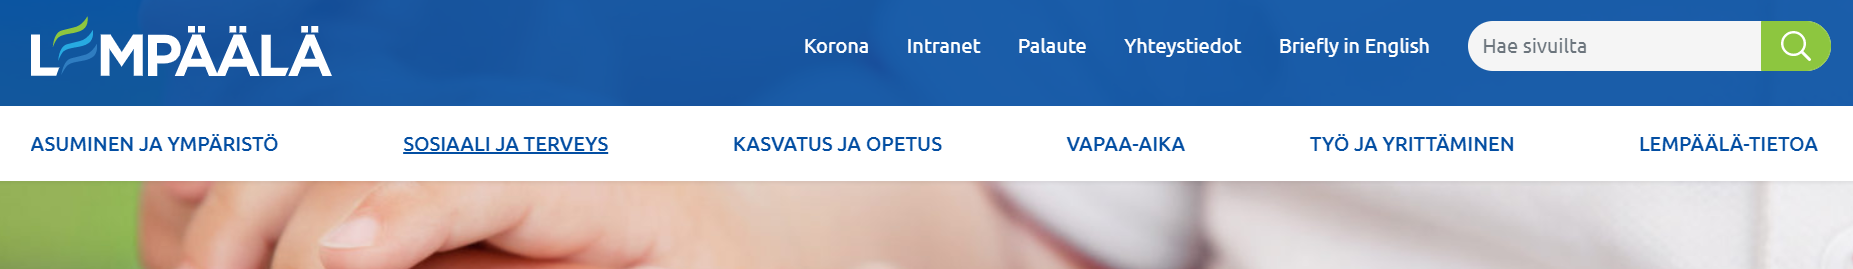 LEMPÄÄLÄ
Korona Intranet Palaute Yhteystiedot Briefly in English Hae sivuilta
ASUMINEN JA YMPÄRISTÖ SOSIAALI JA TERVEYS KASVATUS JA OPETUS VAPAA-AIKA TYÖ JA YRITTÄMINEN LEMPÄÄLÄ-TIETOA